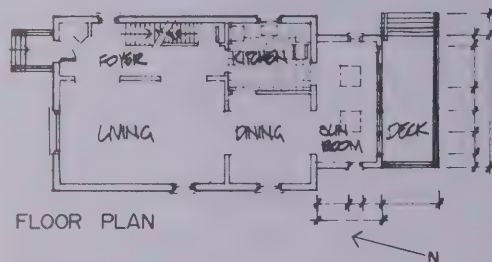 FOYER
KITCHEN
LIVING
DINING
SUN
ROOM
DECK
FLOOR PLAN
N